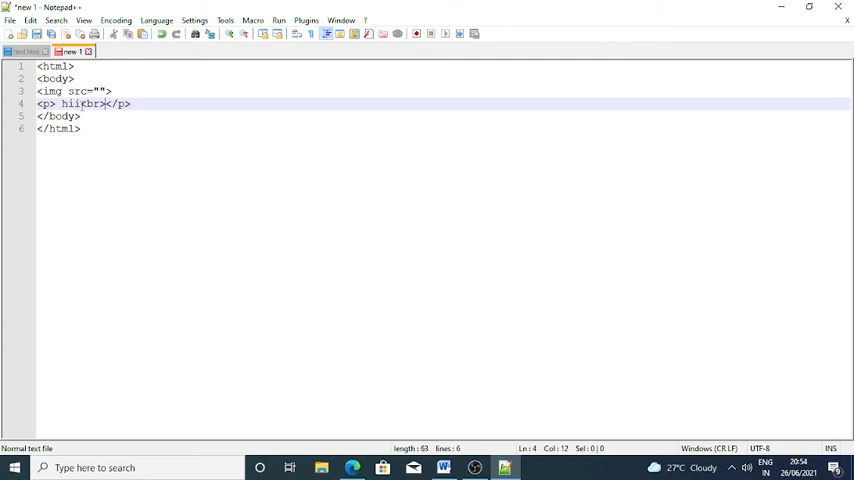 *new 1 - Notepad++
File Edit Search View Encoding Language Settings Tools Macro Run Plugins Window ?
X
html.html new 1
1 <html>
2 <body>
3 <img src="">
4 <p> hii<br></p>
5 </body>
6 </html>
Normal text file length : 63 lines : 6 Ln : 4 Col : 12 Sel : 0 | 0 Windows (CR LF) UTF-8 INS
Type here to search 27°C Cloudy ENG 20:54
IN 26/06/2021